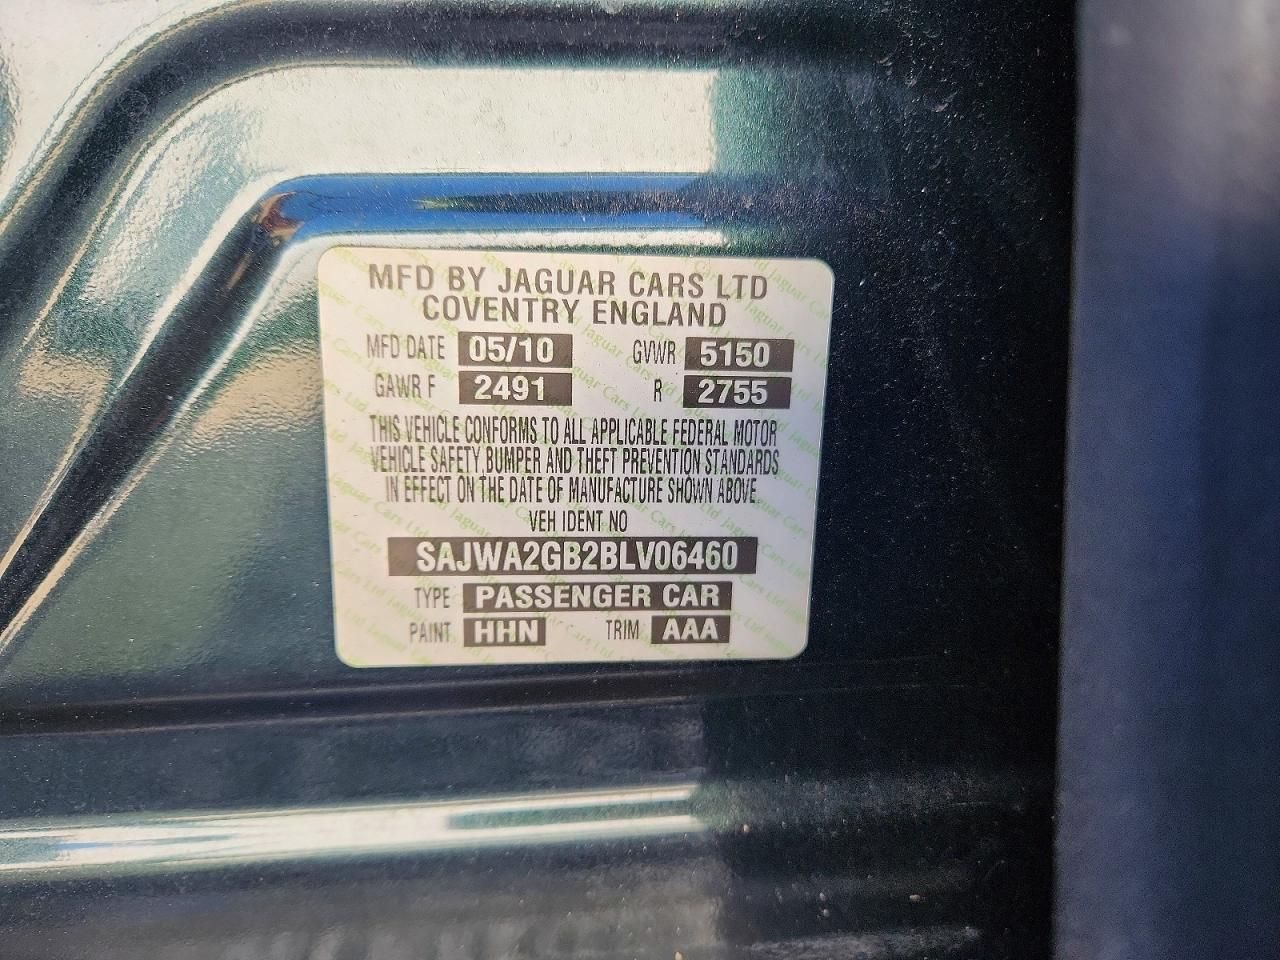 MFD BY JAGUAR CARS LTD
COVENTRY ENGLAND
MFD DATE 05/10 GVWR 5150
GAWR F 2491 R 2755
THIS VEHICLE CONFORMS TO ALL APPLICABLE FEDERAL MOTOR
VEHICLE SAFETY, BUMPER AND THEFT PREVENTION STANDARDS
IN EFFECT ON THE DATE OF MANUFACTURE SHOWN ABOVE
VEH IDENT NO
SAJWA2GB2BLV06460
TYPE PASSENGER CAR
PAINT HHN TRIM AAA